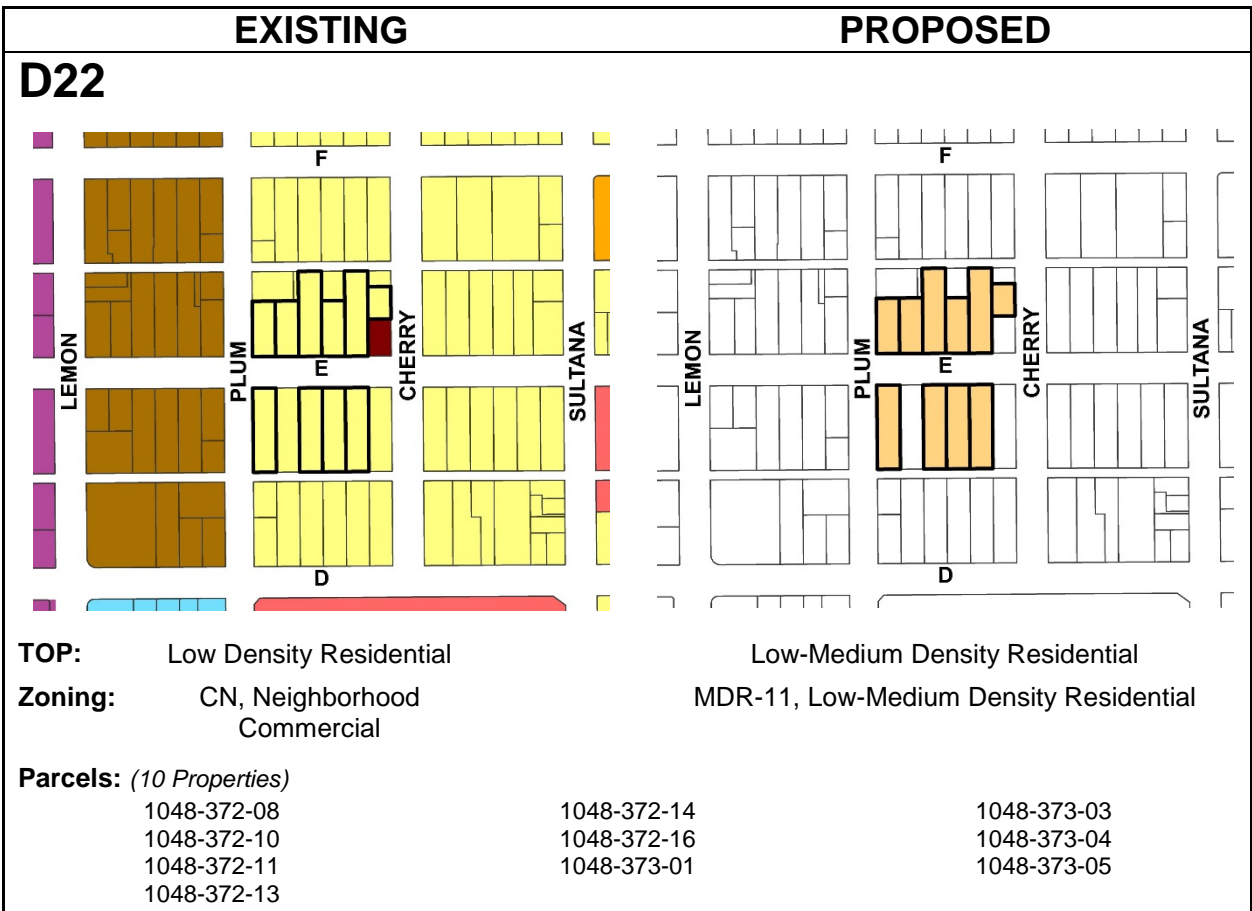 EXISTING PROPOSED
D22
F F
LEMON PLUM E CHERRY SULTANA LEMON PLUM E CHERRY SULTANA
D D
TOP: Low Density Residential Low-Medium Density Residential
Zoning: CN, Neighborhood MDR-11, Low-Medium Density Residential
Commercial
Parcels: (10 Properties)
1048-372-08 1048-372-14 1048-373-03
1048-372-10 1048-372-16 1048-373-04
1048-372-11 1048-373-01 1048-373-05
1048-372-13